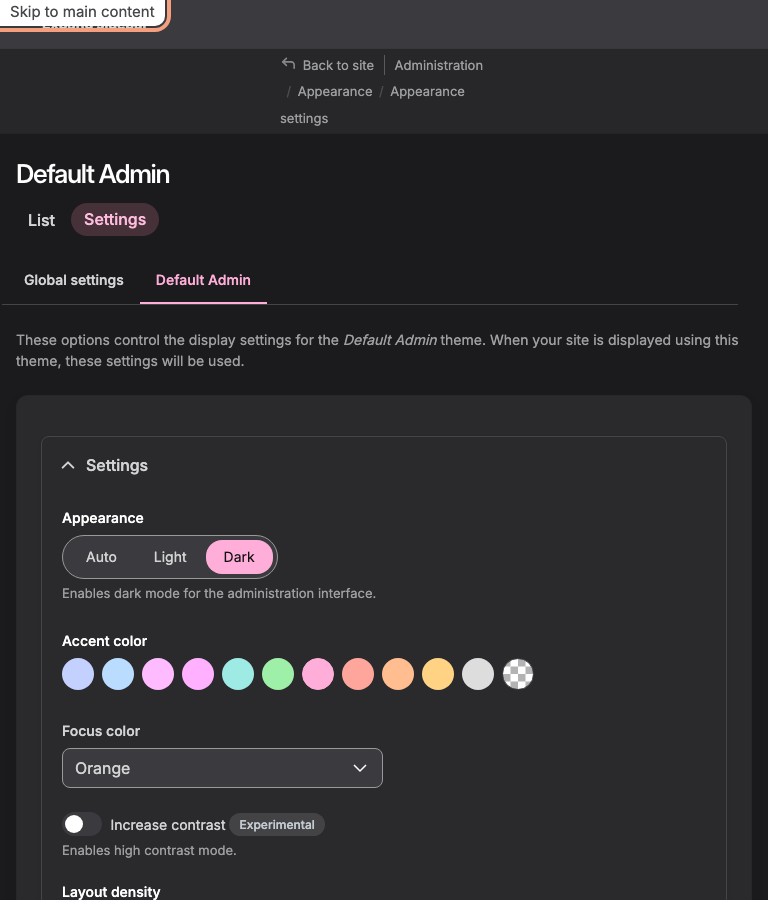 Skip to main content
Back to site
Administration
/ Appearance / Appearance
settings
Default Admin
List
Settings
Global settings
Default Admin
These options control the display settings for the Default Admin theme. When your site is displayed using this
theme, these settings will be used.
Settings
Appearance
Auto
Light
Dark
Enables dark mode for the administration interface.
Accent color
Focus color
Orange
Increase contrast
Experimental
Enables high contrast mode.
Layout density